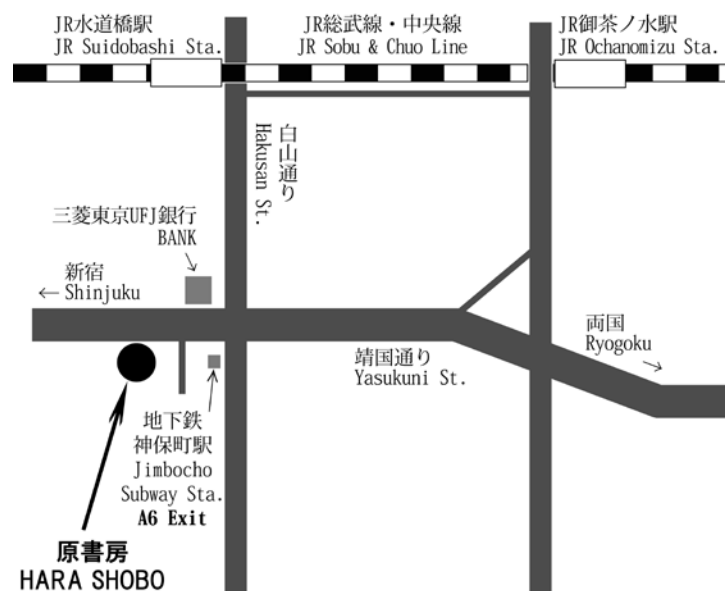 JR水道橋駅
JR Suidobashi Sta.
JR総武線・中央線
JR Sobu & Chuo Line
JR御茶ノ水駅
JR Ochanomizu Sta.
白山通り
Hakusan St.
三菱東京UFJ銀行
BANK
新宿
← Shinjuku
両国
Ryogoku
靖国通り
Yasukuni St.
地下鉄
神保町駅
Jimbocho
Subway Sta.
A6 Exit
原書房
HARA SHOBO